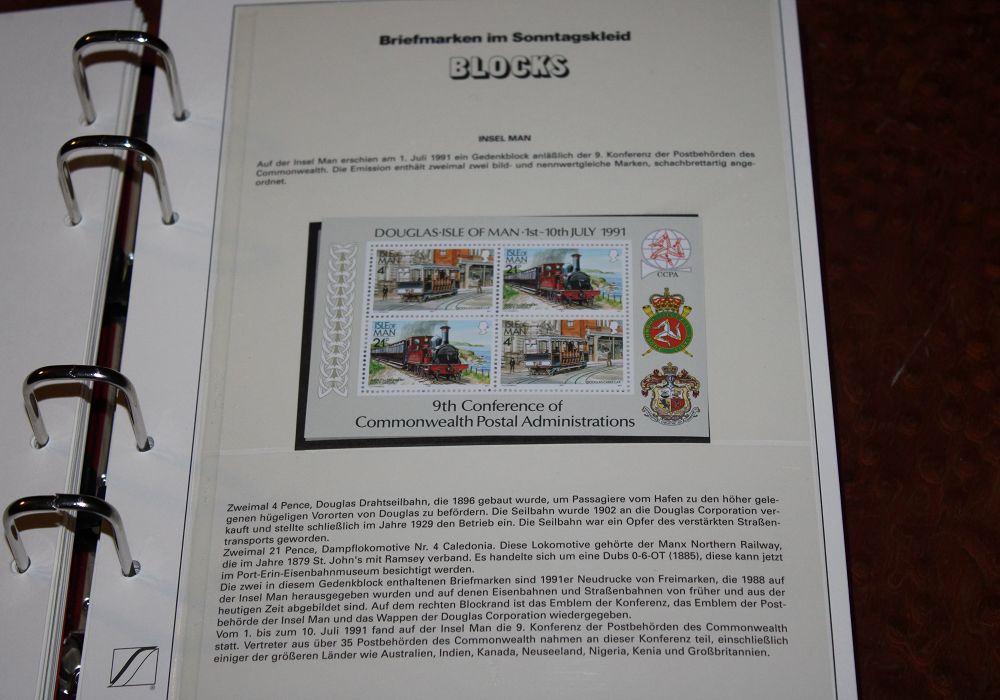 Briefmarken im Sonntagskleid
BLOCKS
INSEL MAN
Auf der Insel Man erschien am 1. Juli 1991 ein Gedenkblock anläßlich der 9. Konferenz der Postbehörden des
Commonwealth. Die Emission enthält zweimal zwei bild- und nennwertgleiche Marken, schachbrettartig ange-
ordnet.
DOUGLAS·ISLE OF MAN·1st-10th JULY 1991
ISLE OF
MAN
4
ISLE OF
MAN
21
CCPA
ISLE OF
MAN
21
ISLE OF
MAN
4
DOUGLAS CABLE CAR
9th Conference of
Commonwealth Postal Administrations
Zweimal 4 Pence, Douglas Drahtseilbahn, die 1896 gebaut wurde, um Passagiere vom Hafen zu den höher gele-
genen hügeligen Vororten von Douglas zu befördern. Die Seilbahn wurde 1902 an die Douglas Corporation ver-
kauft und stellte schließlich im Jahre 1929 den Betrieb ein. Die Seilbahn war ein Opfer des verstärkten Straßen-
transports geworden.
Zweimal 21 Pence, Dampflokomotive Nr. 4 Caledonia. Diese Lokomotive gehörte der Manx Northern Railway,
die im Jahre 1879 St. John's mit Ramsey verband. Es handelte sich um eine Dubs 0-6-OT (1885), diese kann jetzt
im Port-Erin-Eisenbahnmuseum besichtigt werden.
Die zwei in diesem Gedenkblock enthaltenen Briefmarken sind 1991er Neudrucke von Freimarken, die 1988 auf
der Insel Man herausgegeben wurden und auf denen Eisenbahnen und Straßenbahnen von früher und aus der
heutigen Zeit abgebildet sind. Auf dem rechten Blockrand ist das Emblem der Konferenz, das Emblem der Post-
behörde der Insel Man und das Wappen der Douglas Corporation wiedergegeben.
Vom 1. bis zum 10. Juli 1991 fand auf der Insel Man die 9. Konferenz der Postbehörden des Commonwealth
statt. Vertreter aus über 35 Postbehörden des Commonwealth nahmen an dieser Konferenz teil, einschließlich
einiger der größeren Länder wie Australien, Indien, Kanada, Neuseeland, Nigeria, Kenia und Großbritannien.